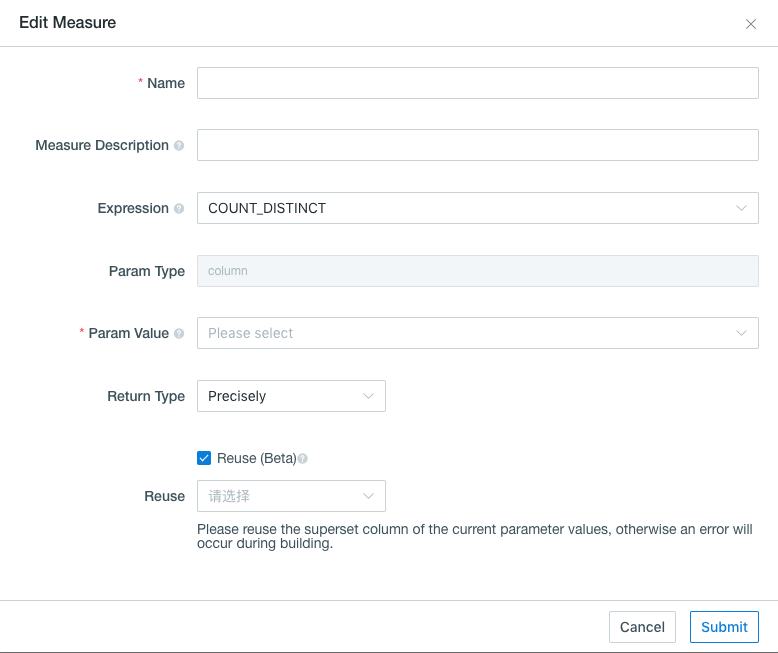 Edit Measure
* Name
Measure Description ?
Expression ? COUNT_DISTINCT
Param Type column
* Param Value ? Please select
Return Type Precisely
Reuse (Beta) ?
Reuse 请选择
Please reuse the superset column of the current parameter values, otherwise an error will
occur during building.
Cancel Submit